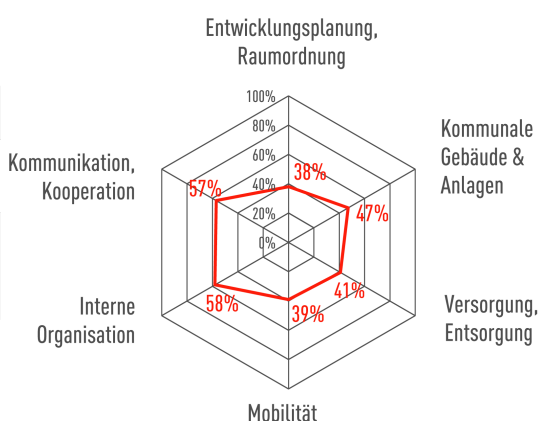 Entwicklungsplanung,
Raumordnung
100%
80%
60%
40%
20%
0%
38%
47%
41%
39%
58%
57%
Kommunale
Gebäude &
Anlagen
Versorgung,
Entsorgung
Mobilität
Interne
Organisation
Kommunikation,
Kooperation